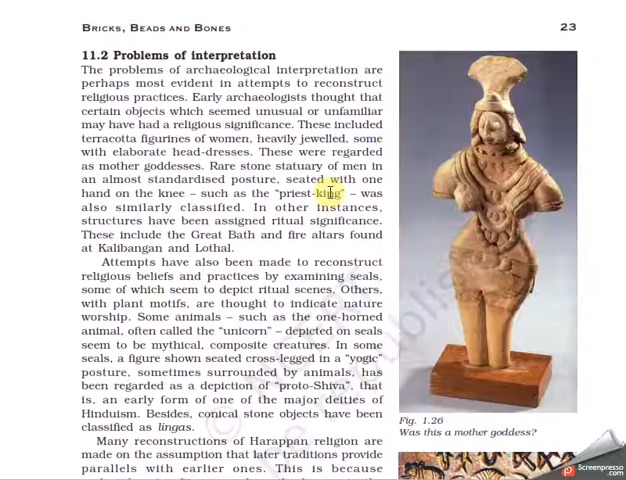 BRICKS, BEADS AND BONES
23
11.2 Problems of interpretation
The problems of archaeological interpretation are
perhaps most evident in attempts to reconstruct
religious practices. Early archaeologists thought that
certain objects which seemed unusual or unfamiliar
may have had a religious significance. These included
terracotta figurines of women, heavily jewelled, some
with elaborate head-dresses. These were regarded
as mother goddesses. Rare stone statuary of men in
an almost standardised posture, seated with one
hand on the knee – such as the "priest-king" – was
also similarly classified. In other instances,
structures have been assigned ritual significance.
These include the Great Bath and fire altars found
at Kalibangan and Lothal.
Attempts have also been made to reconstruct
religious beliefs and practices by examining seals,
some of which seem to depict ritual scenes. Others,
with plant motifs, are thought to indicate nature
worship. Some animals – such as the one-horned
animal, often called the "unicorn" – depicted on seals
seem to be mythical, composite creatures. In some
seals, a figure shown seated cross-legged in a "yogic"
posture, sometimes surrounded by animals, has
been regarded as a depiction of "proto-Shiva", that
is, an early form of one of the major deities of
Hinduism. Besides, conical stone objects have been
classified as lingas.
Many reconstructions of Harappan religion are
made on the assumption that later traditions provide
parallels with earlier ones. This is because
Fig. 1.26
Was this a mother goddess?
Screenpresso